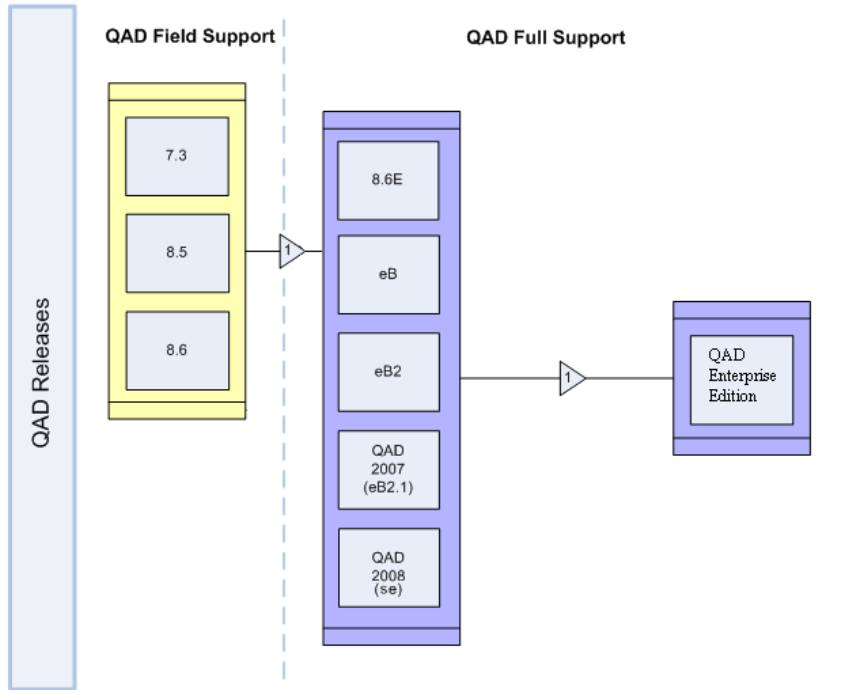 QAD Releases
QAD Field Support
7.3
8.5
8.6
1
QAD Full Support
8.6E
eB
eB2
QAD
2007
(eB2.1)
QAD
2008
(se)
1
QAD
Enterprise
Edition